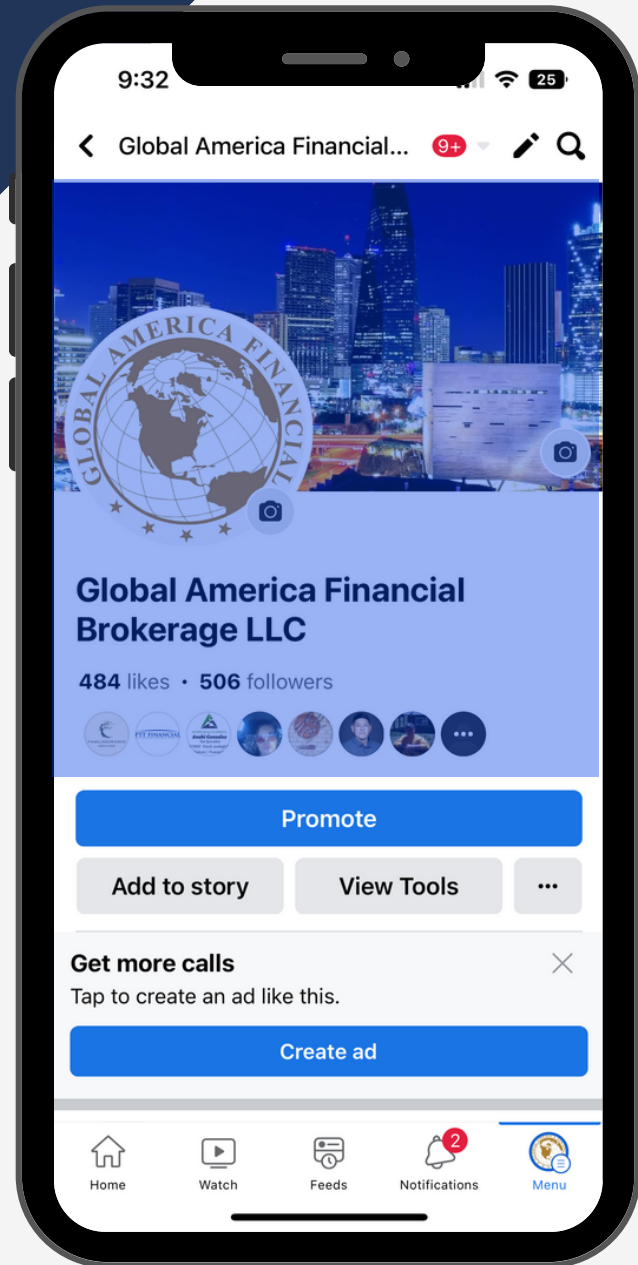 9:32
25
Global America Financial...
9+
GLOBAL AMERICA FINANCIAL
Global America Financial
Brokerage LLC
484 likes • 506 followers
FYT FINANCIAL
Promote
Add to story
View Tools
Get more calls
Tap to create an ad like this.
Create ad
2
Home
Watch
Feeds
Notifications
Menu